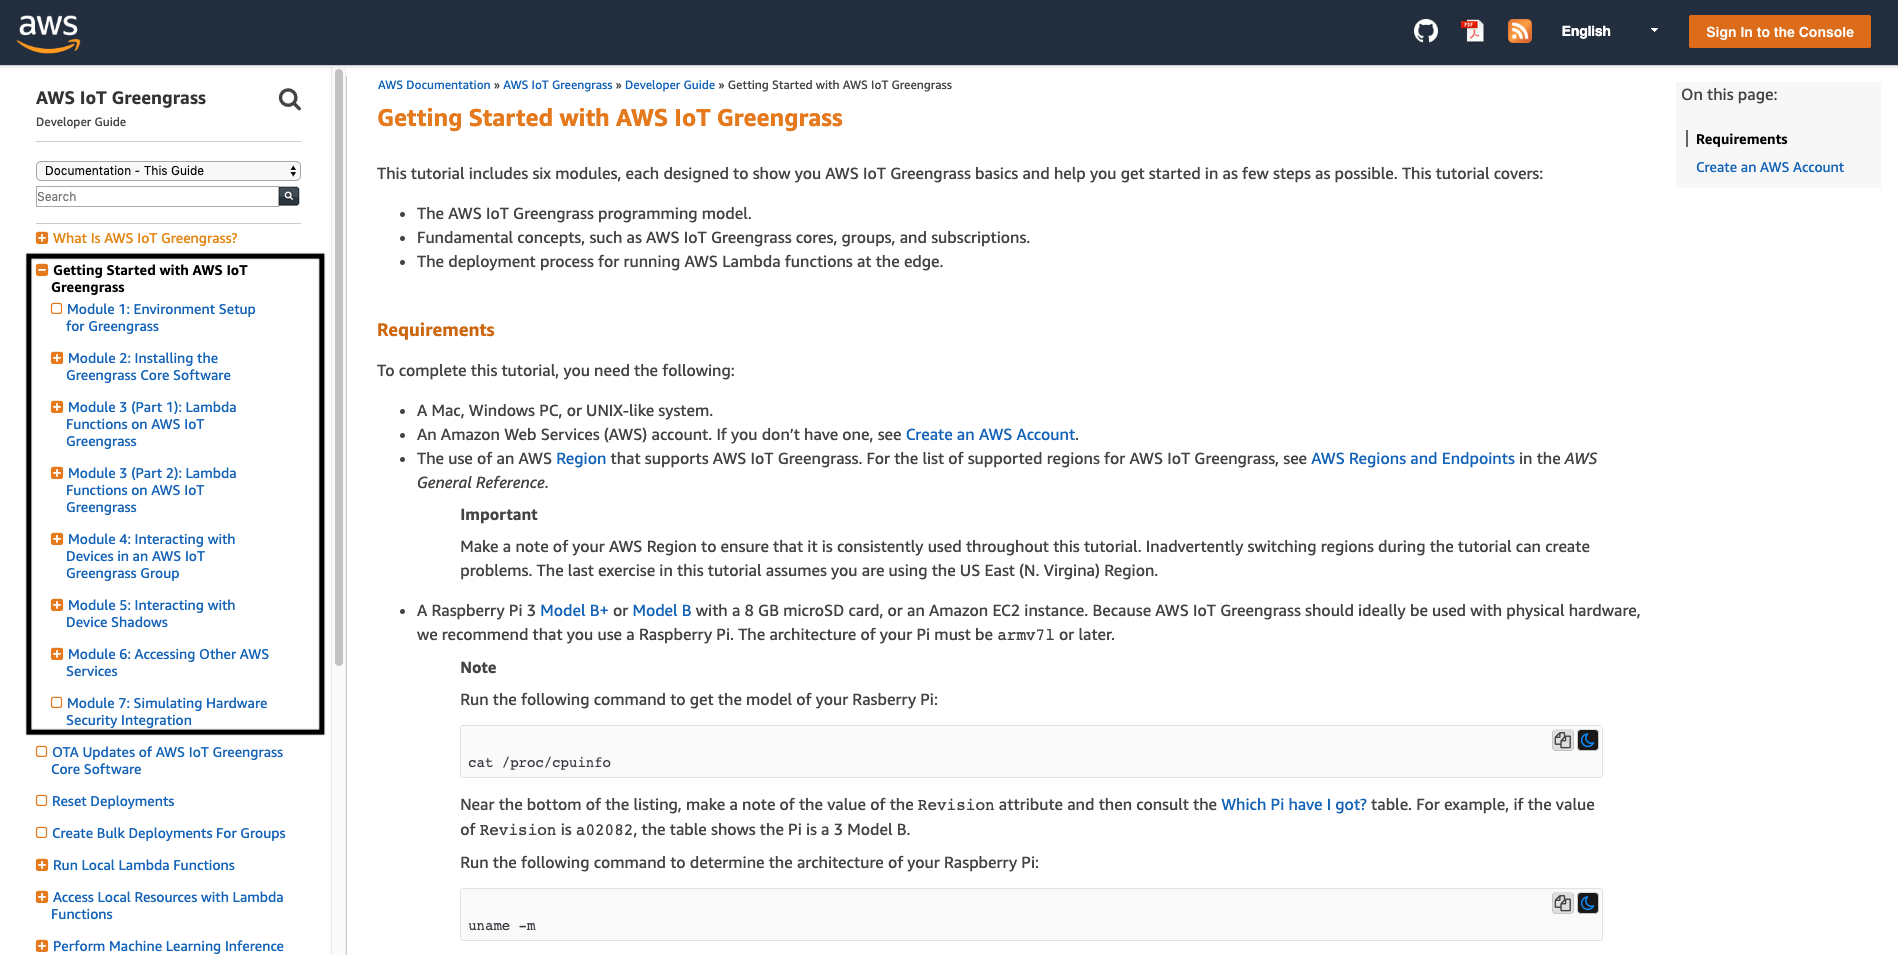 aws
PDF
English
Sign In to the Console
AWS IoT Greengrass
Developer Guide
Documentation - This Guide
Search
What Is AWS IoT Greengrass?
Getting Started with AWS IoT
Greengrass
Module 1: Environment Setup
for Greengrass
Module 2: Installing the
Greengrass Core Software
Module 3 (Part 1): Lambda
Functions on AWS IoT
Greengrass
Module 3 (Part 2): Lambda
Functions on AWS IoT
Greengrass
Module 4: Interacting with
Devices in an AWS IoT
Greengrass Group
Module 5: Interacting with
Device Shadows
Module 6: Accessing Other AWS
Services
Module 7: Simulating Hardware
Security Integration
OTA Updates of AWS IoT Greengrass
Core Software
Reset Deployments
Create Bulk Deployments For Groups
Run Local Lambda Functions
Access Local Resources with Lambda
Functions
Perform Machine Learning Inference
AWS Documentation » AWS IoT Greengrass » Developer Guide » Getting Started with AWS IoT Greengrass
Getting Started with AWS IoT Greengrass
This tutorial includes six modules, each designed to show you AWS IoT Greengrass basics and help you get started in as few steps as possible. This tutorial covers:
• The AWS IoT Greengrass programming model.
• Fundamental concepts, such as AWS IoT Greengrass cores, groups, and subscriptions.
• The deployment process for running AWS Lambda functions at the edge.
Requirements
To complete this tutorial, you need the following:
• A Mac, Windows PC, or UNIX-like system.
• An Amazon Web Services (AWS) account. If you don’t have one, see Create an AWS Account.
• The use of an AWS Region that supports AWS IoT Greengrass. For the list of supported regions for AWS IoT Greengrass, see AWS Regions and Endpoints in the AWS
General Reference.
Important
Make a note of your AWS Region to ensure that it is consistently used throughout this tutorial. Inadvertently switching regions during the tutorial can create
problems. The last exercise in this tutorial assumes you are using the US East (N. Virgina) Region.
• A Raspberry Pi 3 Model B+ or Model B with a 8 GB microSD card, or an Amazon EC2 instance. Because AWS IoT Greengrass should ideally be used with physical hardware,
we recommend that you use a Raspberry Pi. The architecture of your Pi must be armv7l or later.
Note
Run the following command to get the model of your Rasberry Pi:
cat /proc/cpuinfo
Near the bottom of the listing, make a note of the value of the Revision attribute and then consult the Which Pi have I got? table. For example, if the value
of Revision is a02082, the table shows the Pi is a 3 Model B.
Run the following command to determine the architecture of your Raspberry Pi:
uname -m
On this page:
Requirements
Create an AWS Account